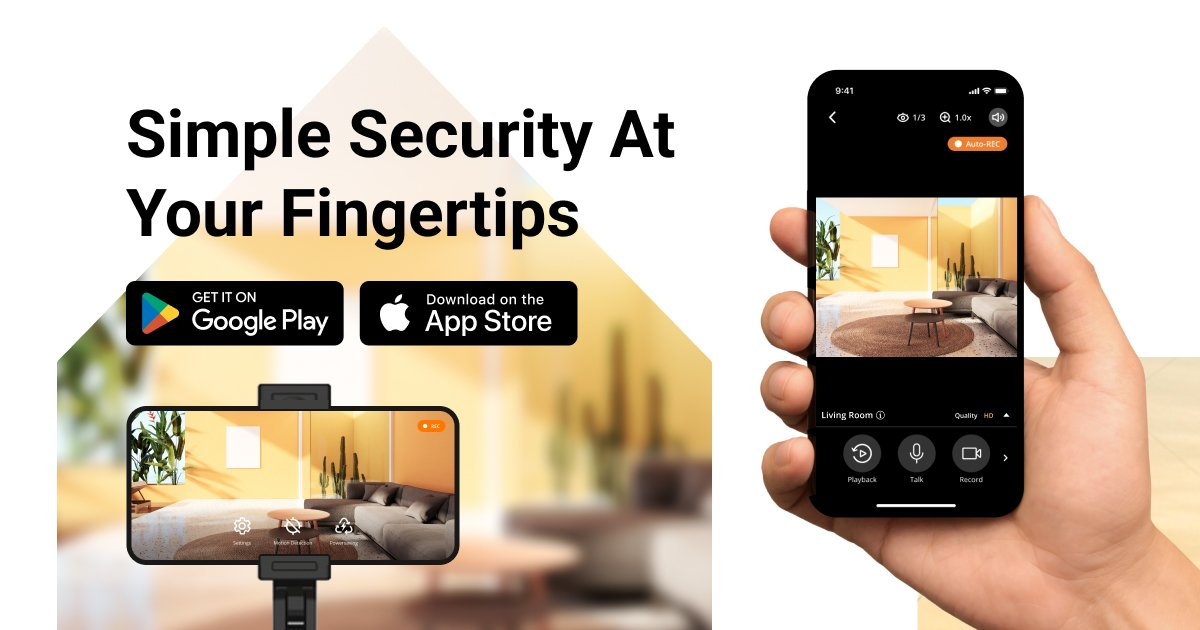 Simple Security At
Your Fingertips
GET IT ON
Google Play
Download on the
App Store
REC
Settings
Motion Detection
Powersaving
9:41
1/3
1.0x
Auto-REC
Living Room
Quality HD
Playback
Talk
Record